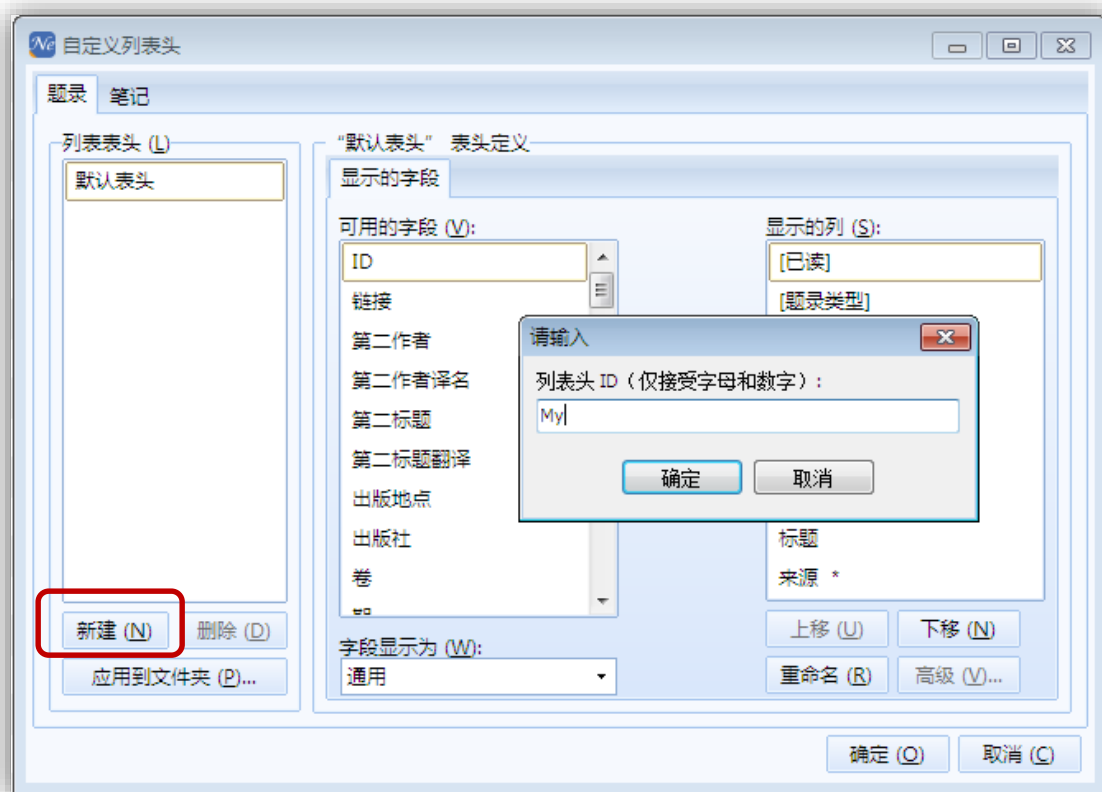 Ne 自定义列表头
题录 笔记
列表表头 (L)
默认表头
新建 (N) 删除 (D)
应用到文件夹 (P)...
“默认表头” 表头定义
显示的字段
可用的字段 (V):
ID
链接
第二作者
第二作者译名
第二标题
第二标题翻译
出版地点
出版社
卷
字段显示为 (W):
通用
显示的列 (S):
[已读]
[题录类型]
标题
来源 *
上移 (U) 下移 (N)
重命名 (R) 高级 (V)...
请输入
列表头 ID（仅接受字母和数字）:
My
确定 取消
确定 (O) 取消 (C)